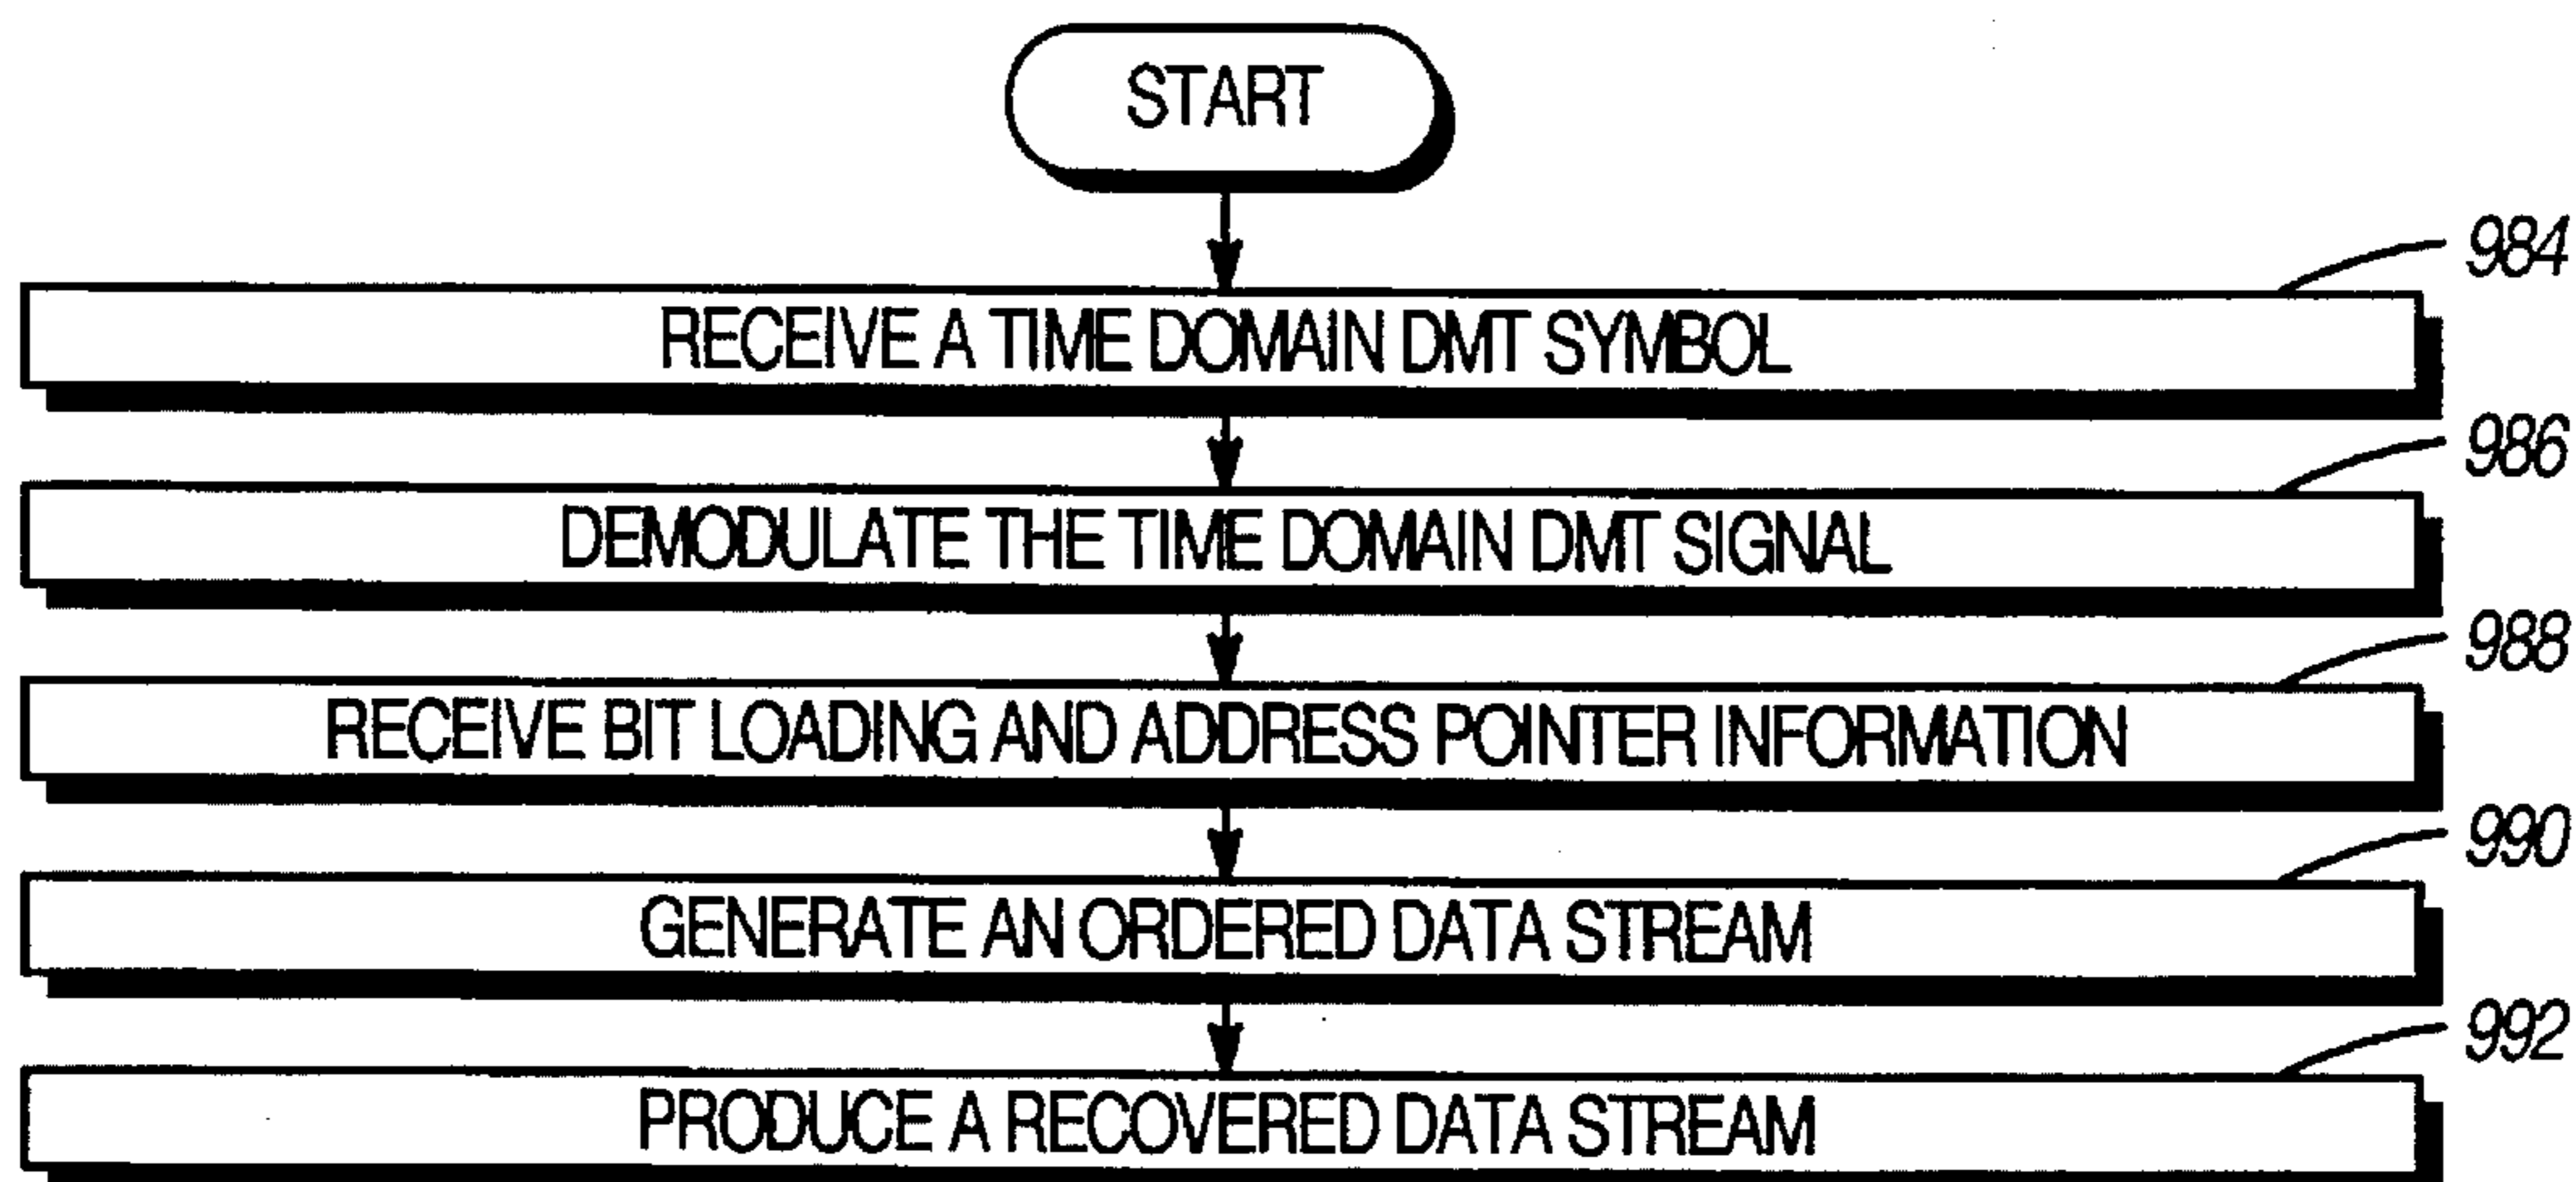 START
984
RECEIVE A TIME DOMAIN DMT SYMBOL
986
DEMODULATE THE TIME DOMAIN DMT SIGNAL
988
RECEIVE BIT LOADING AND ADDRESS POINTER INFORMATION
990
GENERATE AN ORDERED DATA STREAM
992
PRODUCE A RECOVERED DATA STREAM